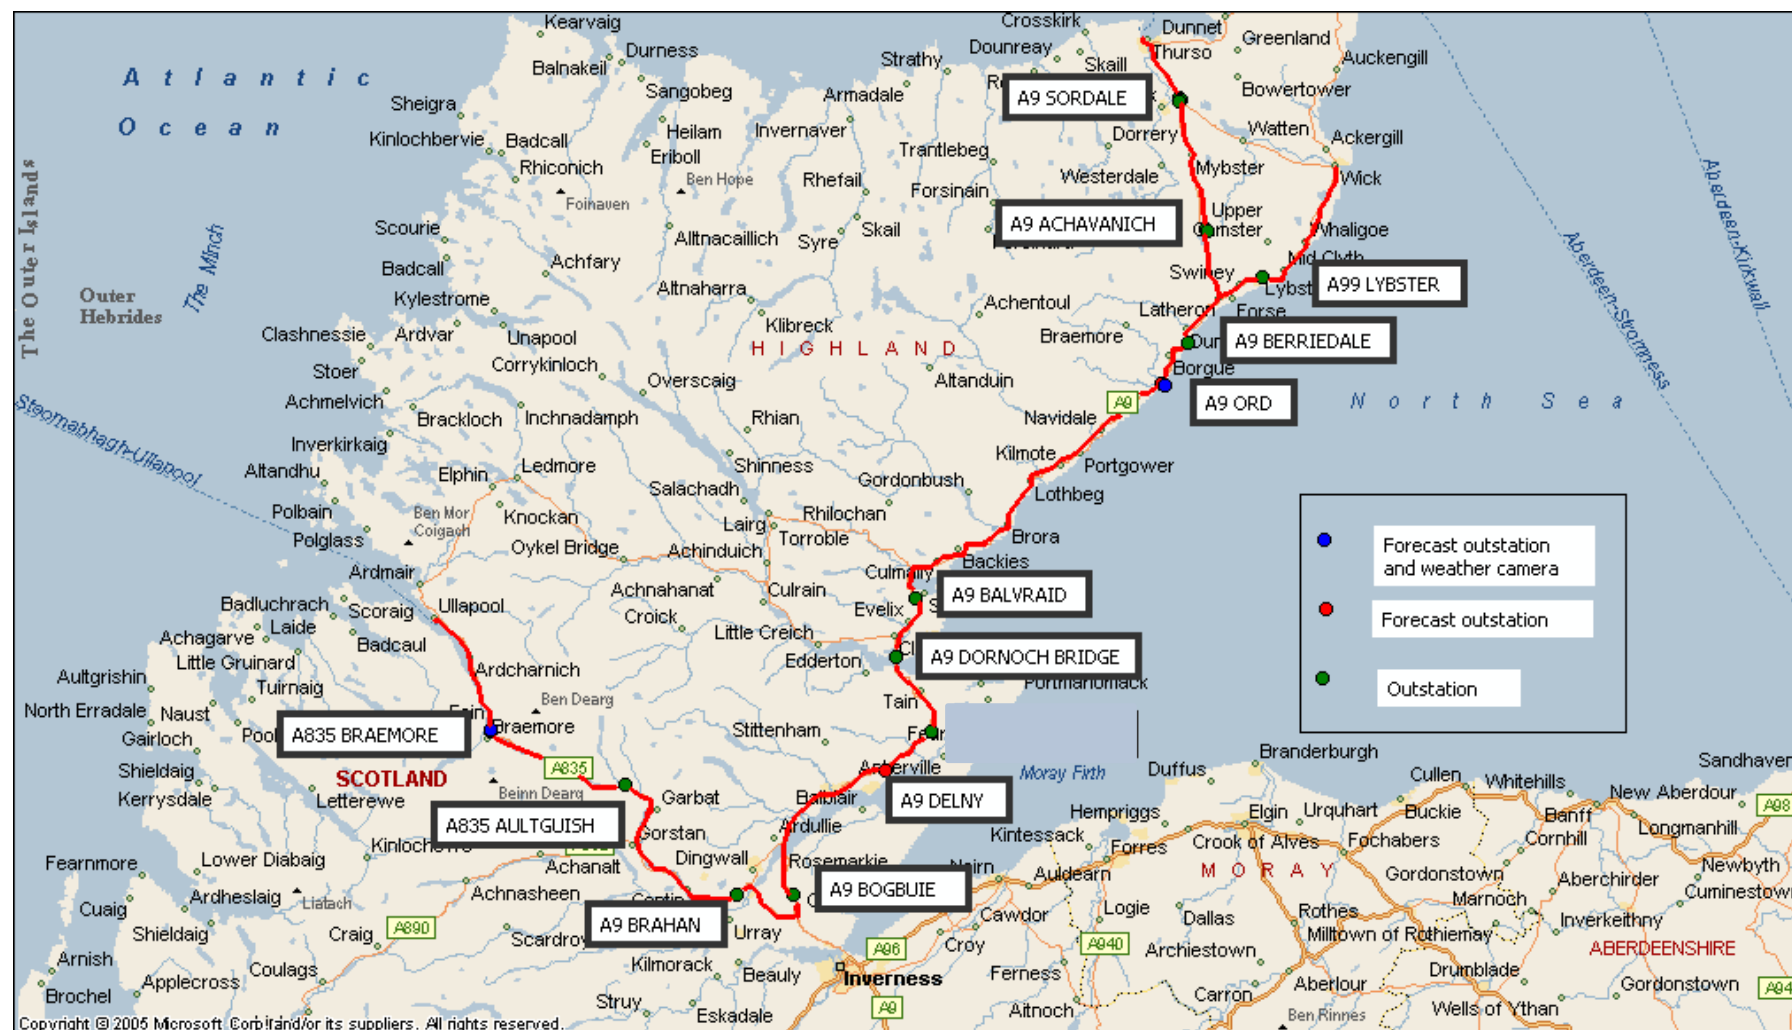 Kearvaig
Crosskirk
Dunnet
Greenland
Durness
Dounreay
Thurso
Auckengill
Balnakeil
Strathy
Skaill
Atlantic
Ocean
Sheigra
Sangobeg
Armadale
A9 SORDALE
Bowertower
Kinlochbervie
Badcall
Heilam
Invernaver
Dorrery
Watten
Ackergill
Eriboll
Trantlebeg
Rhiconich
Ben Hope
Rhefail
Forsinain
Westerdale
Mybster
Wick
Foinaven
The Outer Islands
The Minch
Scourie
Alltnacaillich
Syre
Skail
A9 ACHAVANICH
Upper
Camster
Whaligoe
Badcall
Achfary
Swiney
Mid Clyth
Outer
Hebrides
Kylestrome
Altnaharra
Achentoul
Latheron
Forse
A99 LYBSTER
Clashnessie
Ardvar
Unapool
Klibreck
Braemore
A9 BERRIEDALE
HIGHLAND
Stoer
Corrykinloch
Overscaig
Altanduin
Borgue
Achmelvich
Brackloch
Inchnadamph
Rhian
Navidale
A9
A9 ORD
North Sea
Stornabhagh-Ullapool
Aberdeen-Stromness
Aberdeen-Kirkwall
Inverkirkaig
Altandhu
Elphin
Ledmore
Shinness
Kilmote
Portgower
Gordonbush
Lothbeg
Salachadh
Polbain
Ben Mor
Coigach
Knockan
Lairg
Rhilochan
Torroble
Brora
Polglass
Oykel Bridge
Achinduich
Backies
Forecast outstation
and weather camera
Ardmair
Culmaily
Achnahanat
Culrain
A9 BALVRAID
Badluchrach
Scoraig
Ullapool
Croick
Evelix
Forecast outstation
Achagarve
Laide
Badcaul
Little Creich
A9 DORNOCH BRIDGE
Little Gruinard
Ardcharnich
Edderton
Aultgrishin
Tuirnaig
Portmahomack
Outstation
North Erradale
Naust
Ben Dearg
Tain
Gairloch
A835 BRAEMORE
Braemore
Stittenham
Shieldaig
SCOTLAND
A835
Moray Firth
Duffus
Branderburgh
Sandhaven
Kerrysdale
Letterewe
Beinn Dearg
Garbat
Balblair
A9 DELNY
Hempriggs
Elgin
Urquhart
Cullen
Buckie
Whitehills
Banff
New Aberdour
A98
A835 AULTGUISH
Gorstan
Ardullie
Kintessack
Forres
Crook of Alves
Fochabers
Cornhill
Longmanhill
Fearnmore
Lower Diabaig
Kinlochewe
Achanalt
Dingwall
Rosemarkie
Nairn
Auldearn
MORAY
Gordonstown
Newbyth
Cuaig
Ardheslaig
Liatach
Achnasheen
Contin
A9 BOGBUIE
Cawdor
Logie
Dallas
Rothes
Marnoch
Aberchirder
Cuminestown
Shieldaig
Craig
A890
Scardroy
A9 BRAHAN
Urray
A96
Croy
A940
Archiestown
Milltown of Rothiemay
Inverkeithny
ABERDEENSHIRE
Arnish
Applecross
Coulags
Kilmorack
Beauly
Inverness
Ferness
Aberlour
Drumblade
Gordonstown
Brochel
Struy
Eskadale
A9
Aitnoch
Carron
Ben Rinnes
Wells of Ythan
Copyright © 2005 Microsoft Corp. and/or its suppliers. All rights reserved.